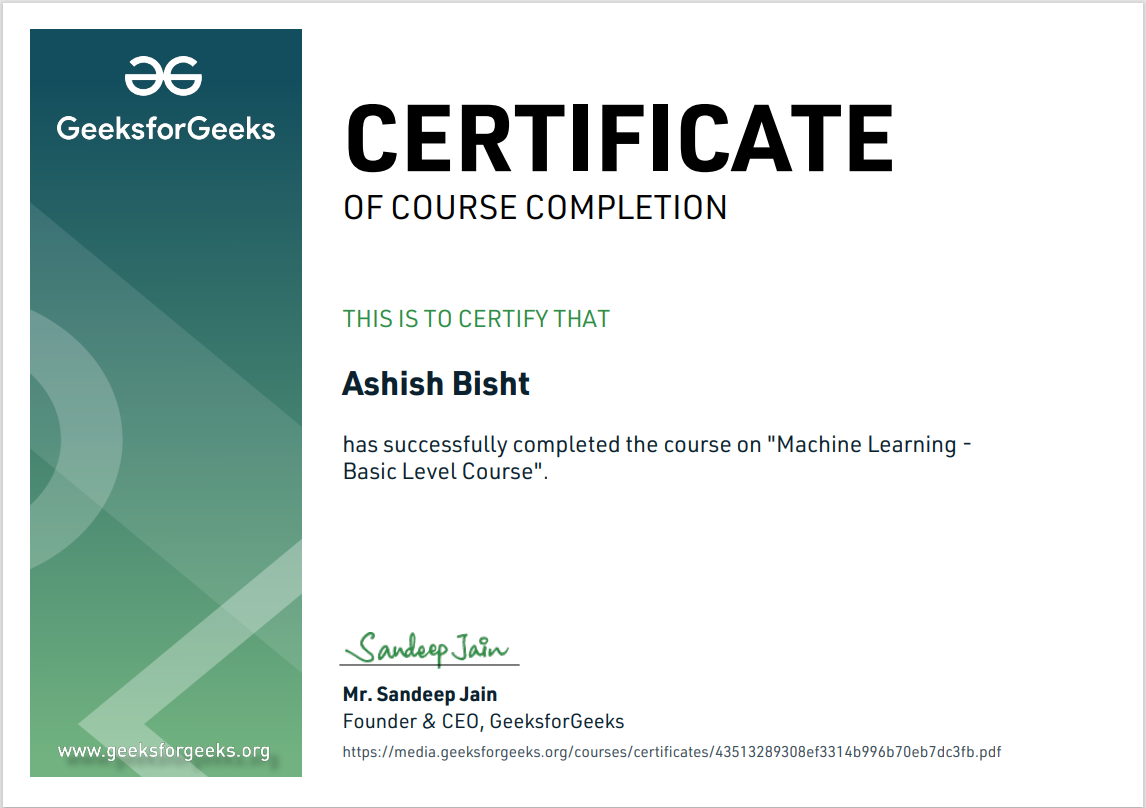 GeeksforGeeks
www.geeksforgeeks.org
CERTIFICATE
OF COURSE COMPLETION
THIS IS TO CERTIFY THAT
Ashish Bisht
has successfully completed the course on "Machine Learning -
Basic Level Course".
Sandeep Jain
Mr. Sandeep Jain
Founder & CEO, GeeksforGeeks
https://media.geeksforgeeks.org/courses/certificates/43513289308ef3314b996b70eb7dc3fb.pdf